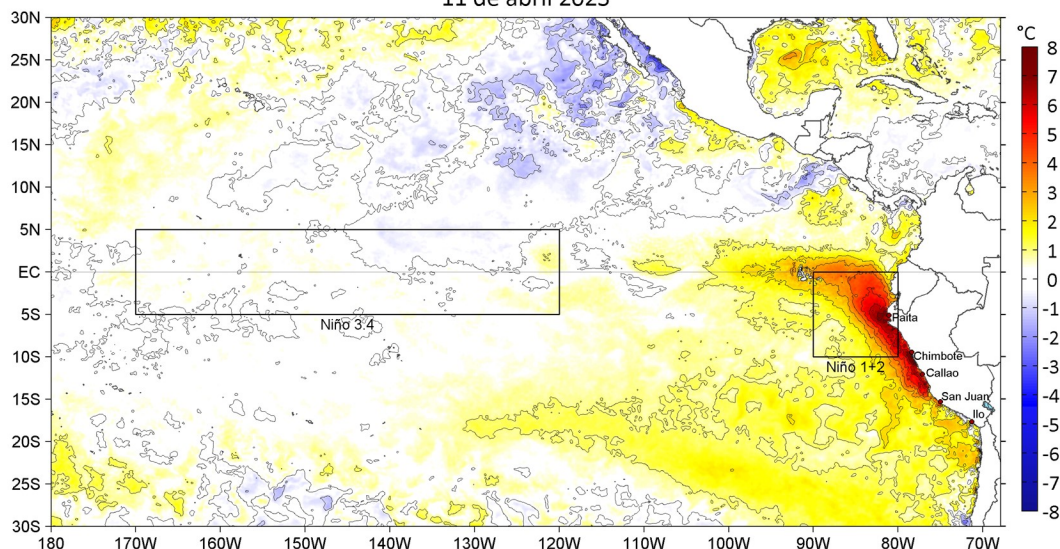 11 de abril 2023
30N
25N
20N
15N
10N
5N
EC
5S
10S
15S
20S
25S
30S
180
170W
160W
150W
140W
130W
120W
110W
100W
90W
80W
70W
Niño 3.4
Niño 1+2
Paita
Chimbote
Callao
San Juan
Ilo
°C
8
7
6
5
4
3
2
1
0
-1
-2
-3
-4
-5
-6
-7
-8